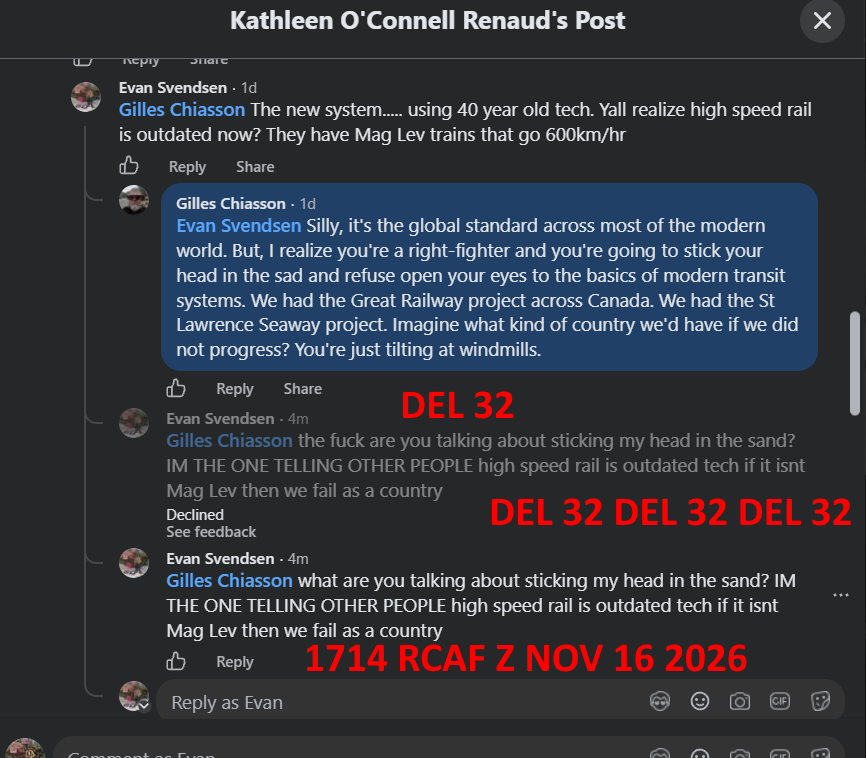 Kathleen O'Connell Renaud's Post
Reply Share
Evan Svendsen · 1d
Gilles Chiasson The new system..... using 40 year old tech. Yall realize high speed rail
is outdated now? They have Mag Lev trains that go 600km/hr
Reply Share
Gilles Chiasson · 1d
Evan Svendsen Silly, it's the global standard across most of the modern
world. But, I realize you're a right-fighter and you're going to stick your
head in the sad and refuse open your eyes to the basics of modern transit
systems. We had the Great Railway project across Canada. We had the St
Lawrence Seaway project. Imagine what kind of country we'd have if we did
not progress? You're just tilting at windmills.
Reply Share
DEL 32
Evan Svendsen · 4m
Gilles Chiasson the fuck are you talking about sticking my head in the sand?
IM THE ONE TELLING OTHER PEOPLE high speed rail is outdated tech if it isnt
Mag Lev then we fail as a country
DEL 32 DEL 32 DEL 32
Declined
See feedback
Evan Svendsen · 4m
Gilles Chiasson what are you talking about sticking my head in the sand? IM
THE ONE TELLING OTHER PEOPLE high speed rail is outdated tech if it isnt
Mag Lev then we fail as a country
Reply
1714 RCAF Z NOV 16 2026
Reply as Evan
GIF
Comment as Evan
GIF